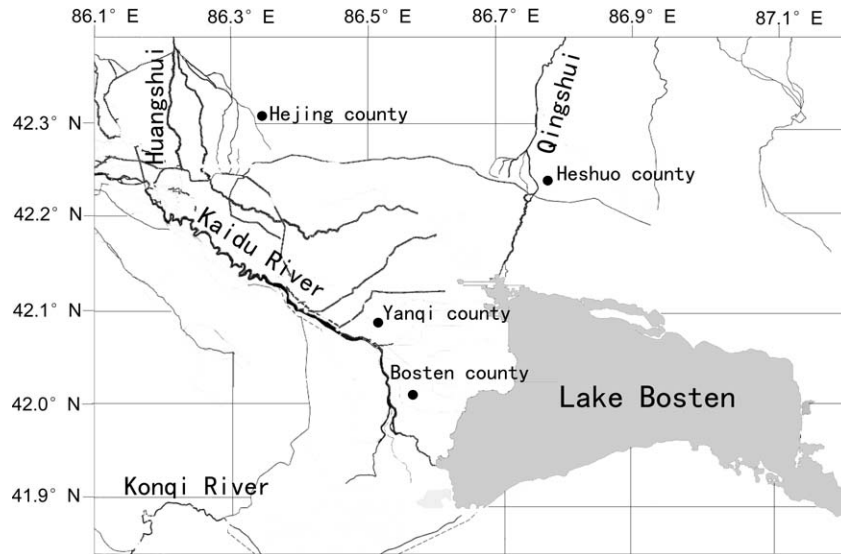 86.1° E 86.3° E 86.5° E 86.7° E 86.9° E 87.1° E
Huangshui
Qingshui
42.3° N
Hejing county
Heshuo county
42.2° N
Kaidu River
42.1° N
Yanqi county
Bosten county
42.0° N
Lake Bosten
Konqi River
41.9° N